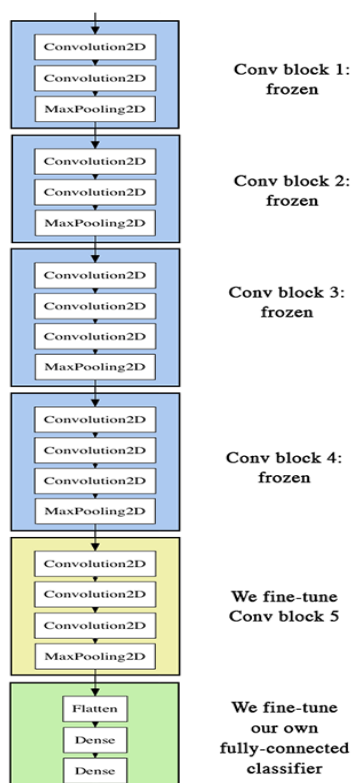 Convolution2D
Convolution2D
MaxPooling2D
Conv block 1:
frozen
Convolution2D
Convolution2D
MaxPooling2D
Conv block 2:
frozen
Convolution2D
Convolution2D
Convolution2D
MaxPooling2D
Conv block 3:
frozen
Convolution2D
Convolution2D
Convolution2D
MaxPooling2D
Conv block 4:
frozen
Convolution2D
Convolution2D
Convolution2D
MaxPooling2D
We fine-tune
Conv block 5
Flatten
Dense
Dense
We fine-tune
our own
fully-connected
classifier